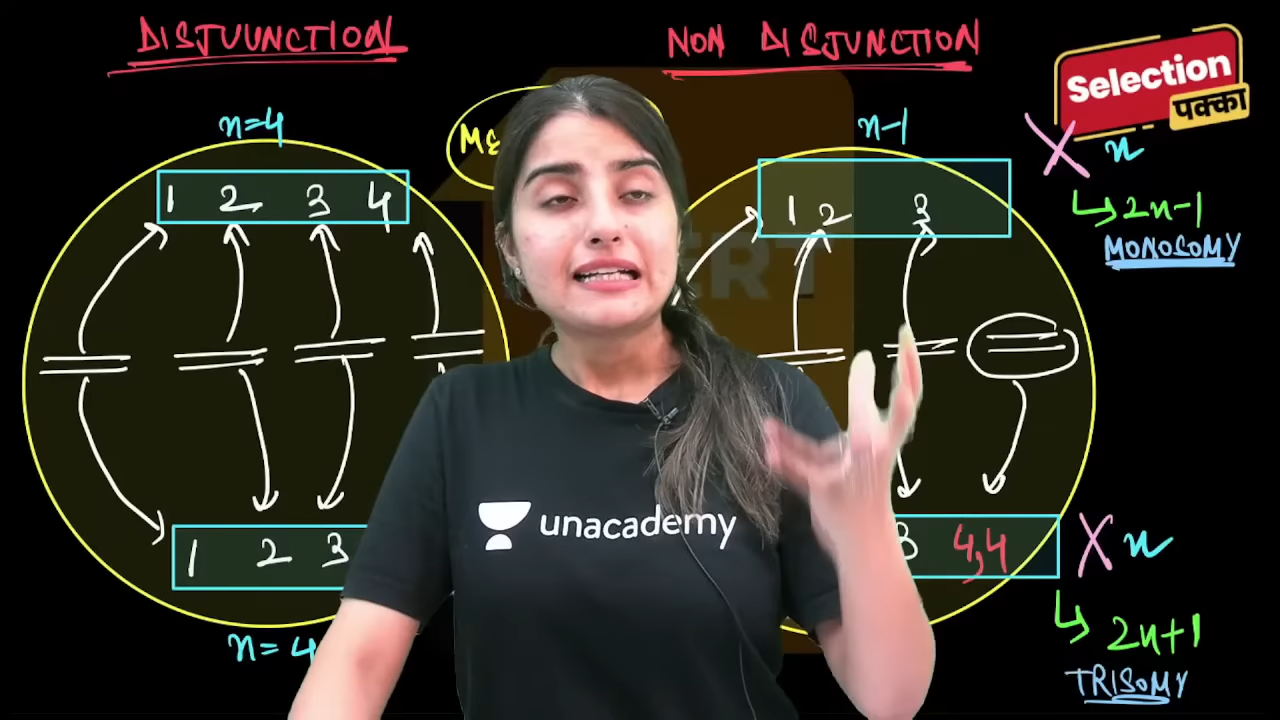 DISJUUNCTION
NON DISJUNCTION
Selection
पक्का
n=4
n-1
X n
1 2 3 4
1 2 3
↳ 2n-1
MONOSOMY
unacademy
1 2 3
3 4,4
X n
n=4
↳ 2n+1
TRISOMY